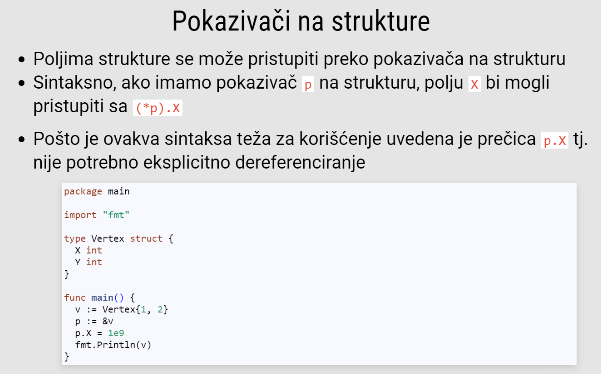 Pokazivači na strukture
• Poljima strukture se može pristupiti preko pokazivača na strukturu
• Sintaksno, ako imamo pokazivač p na strukturu, polju X bi mogli
pristupiti sa (*p).X
• Pošto je ovakva sintaksa teža za korišćenje uvedena je prečica p.X tj.
nije potrebno eksplicitno dereferenciranje
package main
import "fmt"
type Vertex struct {
  X int
  Y int
}
func main() {
  v := Vertex{1, 2}
  p := &v
  p.X = 1e9
  fmt.Println(v)
}